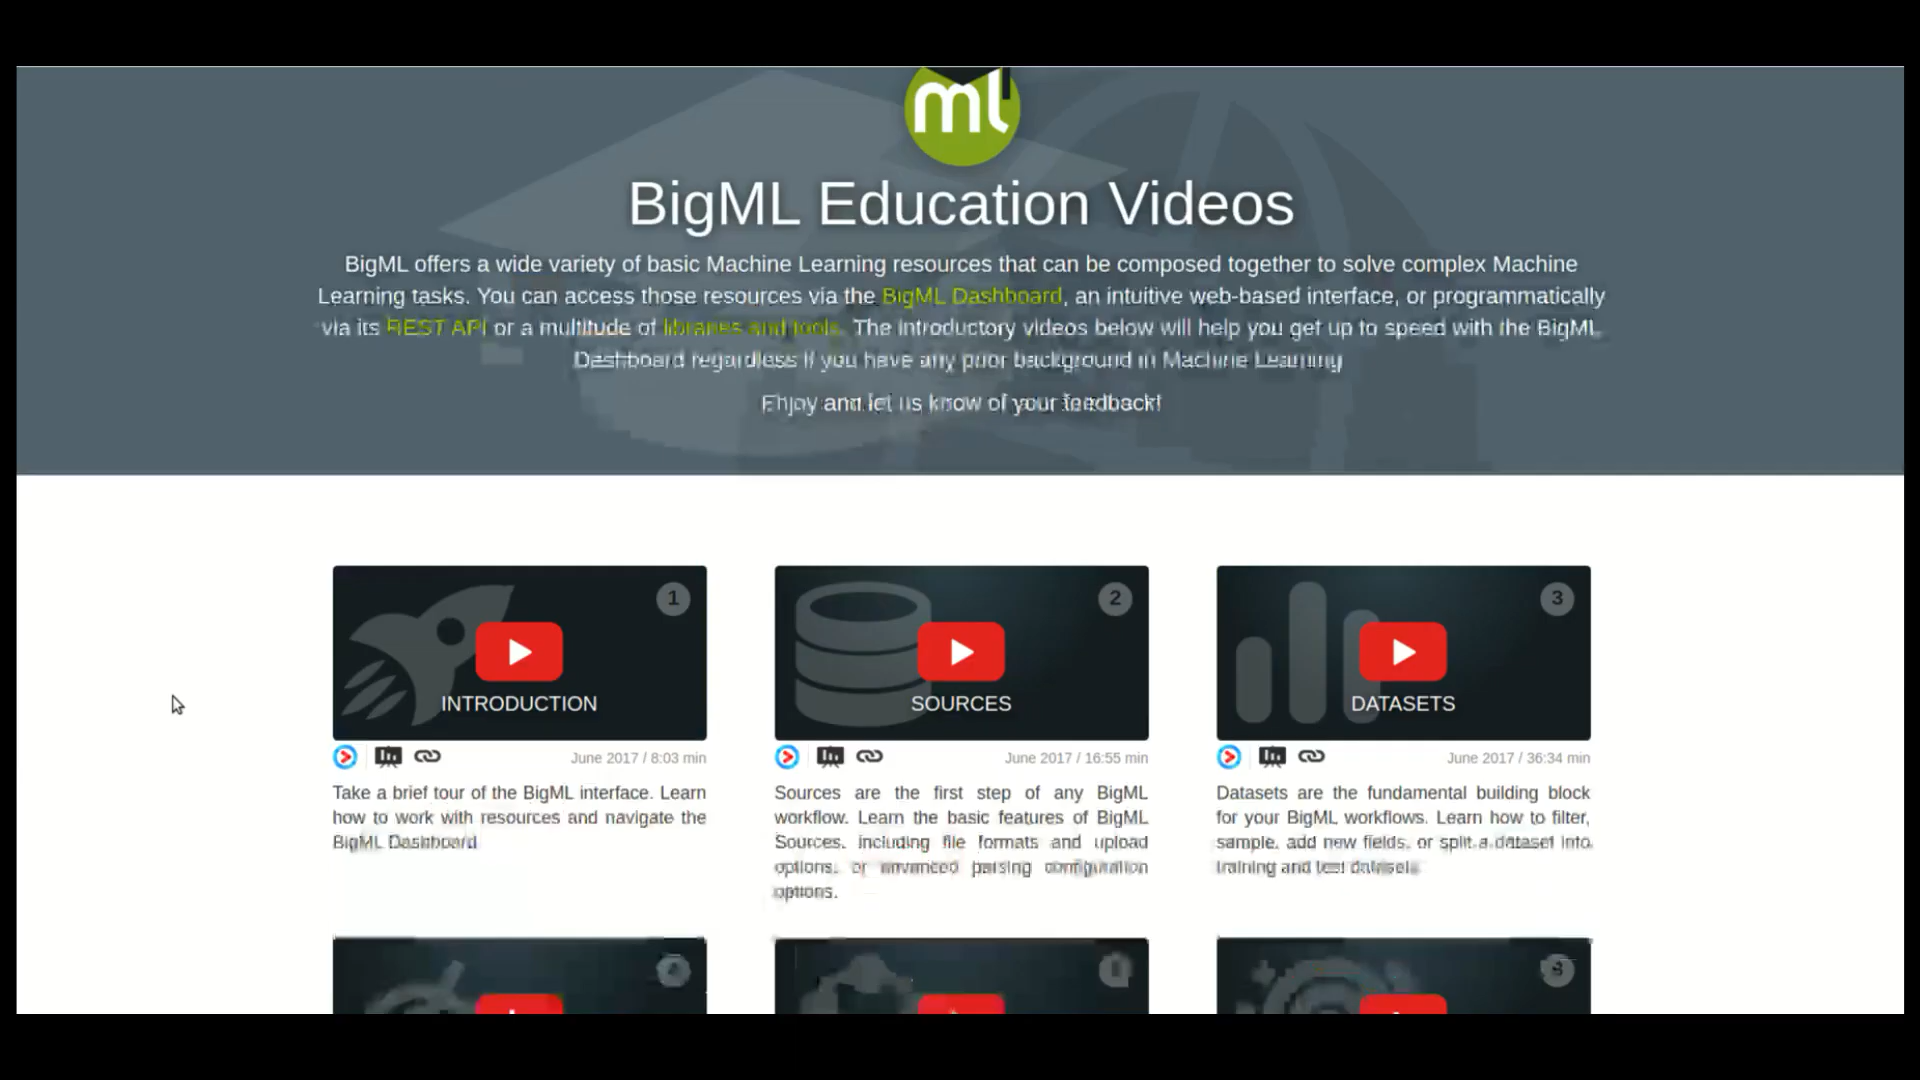 ml
BigML Education Videos
BigML offers a wide variety of basic Machine Learning resources that can be composed together to solve complex Machine
Learning tasks. You can access those resources via the BigML Dashboard, an intuitive web-based interface, or programmatically
via its REST API or a multitude of libraries and tools. The introductory videos below will help you get up to speed with the BigML
Dashboard regardless if you have any prior background in Machine Learning
Enjoy and let us know of your feedback!
1
INTRODUCTION
June 2017 / 8:03 min
Take a brief tour of the BigML interface. Learn
how to work with resources and navigate the
BigML Dashboard
2
SOURCES
June 2017 / 16:55 min
Sources are the first step of any BigML
workflow. Learn the basic features of BigML
Sources, including file formats and upload
options, or advanced parsing configuration
options.
3
DATASETS
June 2017 / 36:34 min
Datasets are the fundamental building block
for your BigML workflows. Learn how to filter,
sample, add new fields, or split a dataset into
training and test datasets